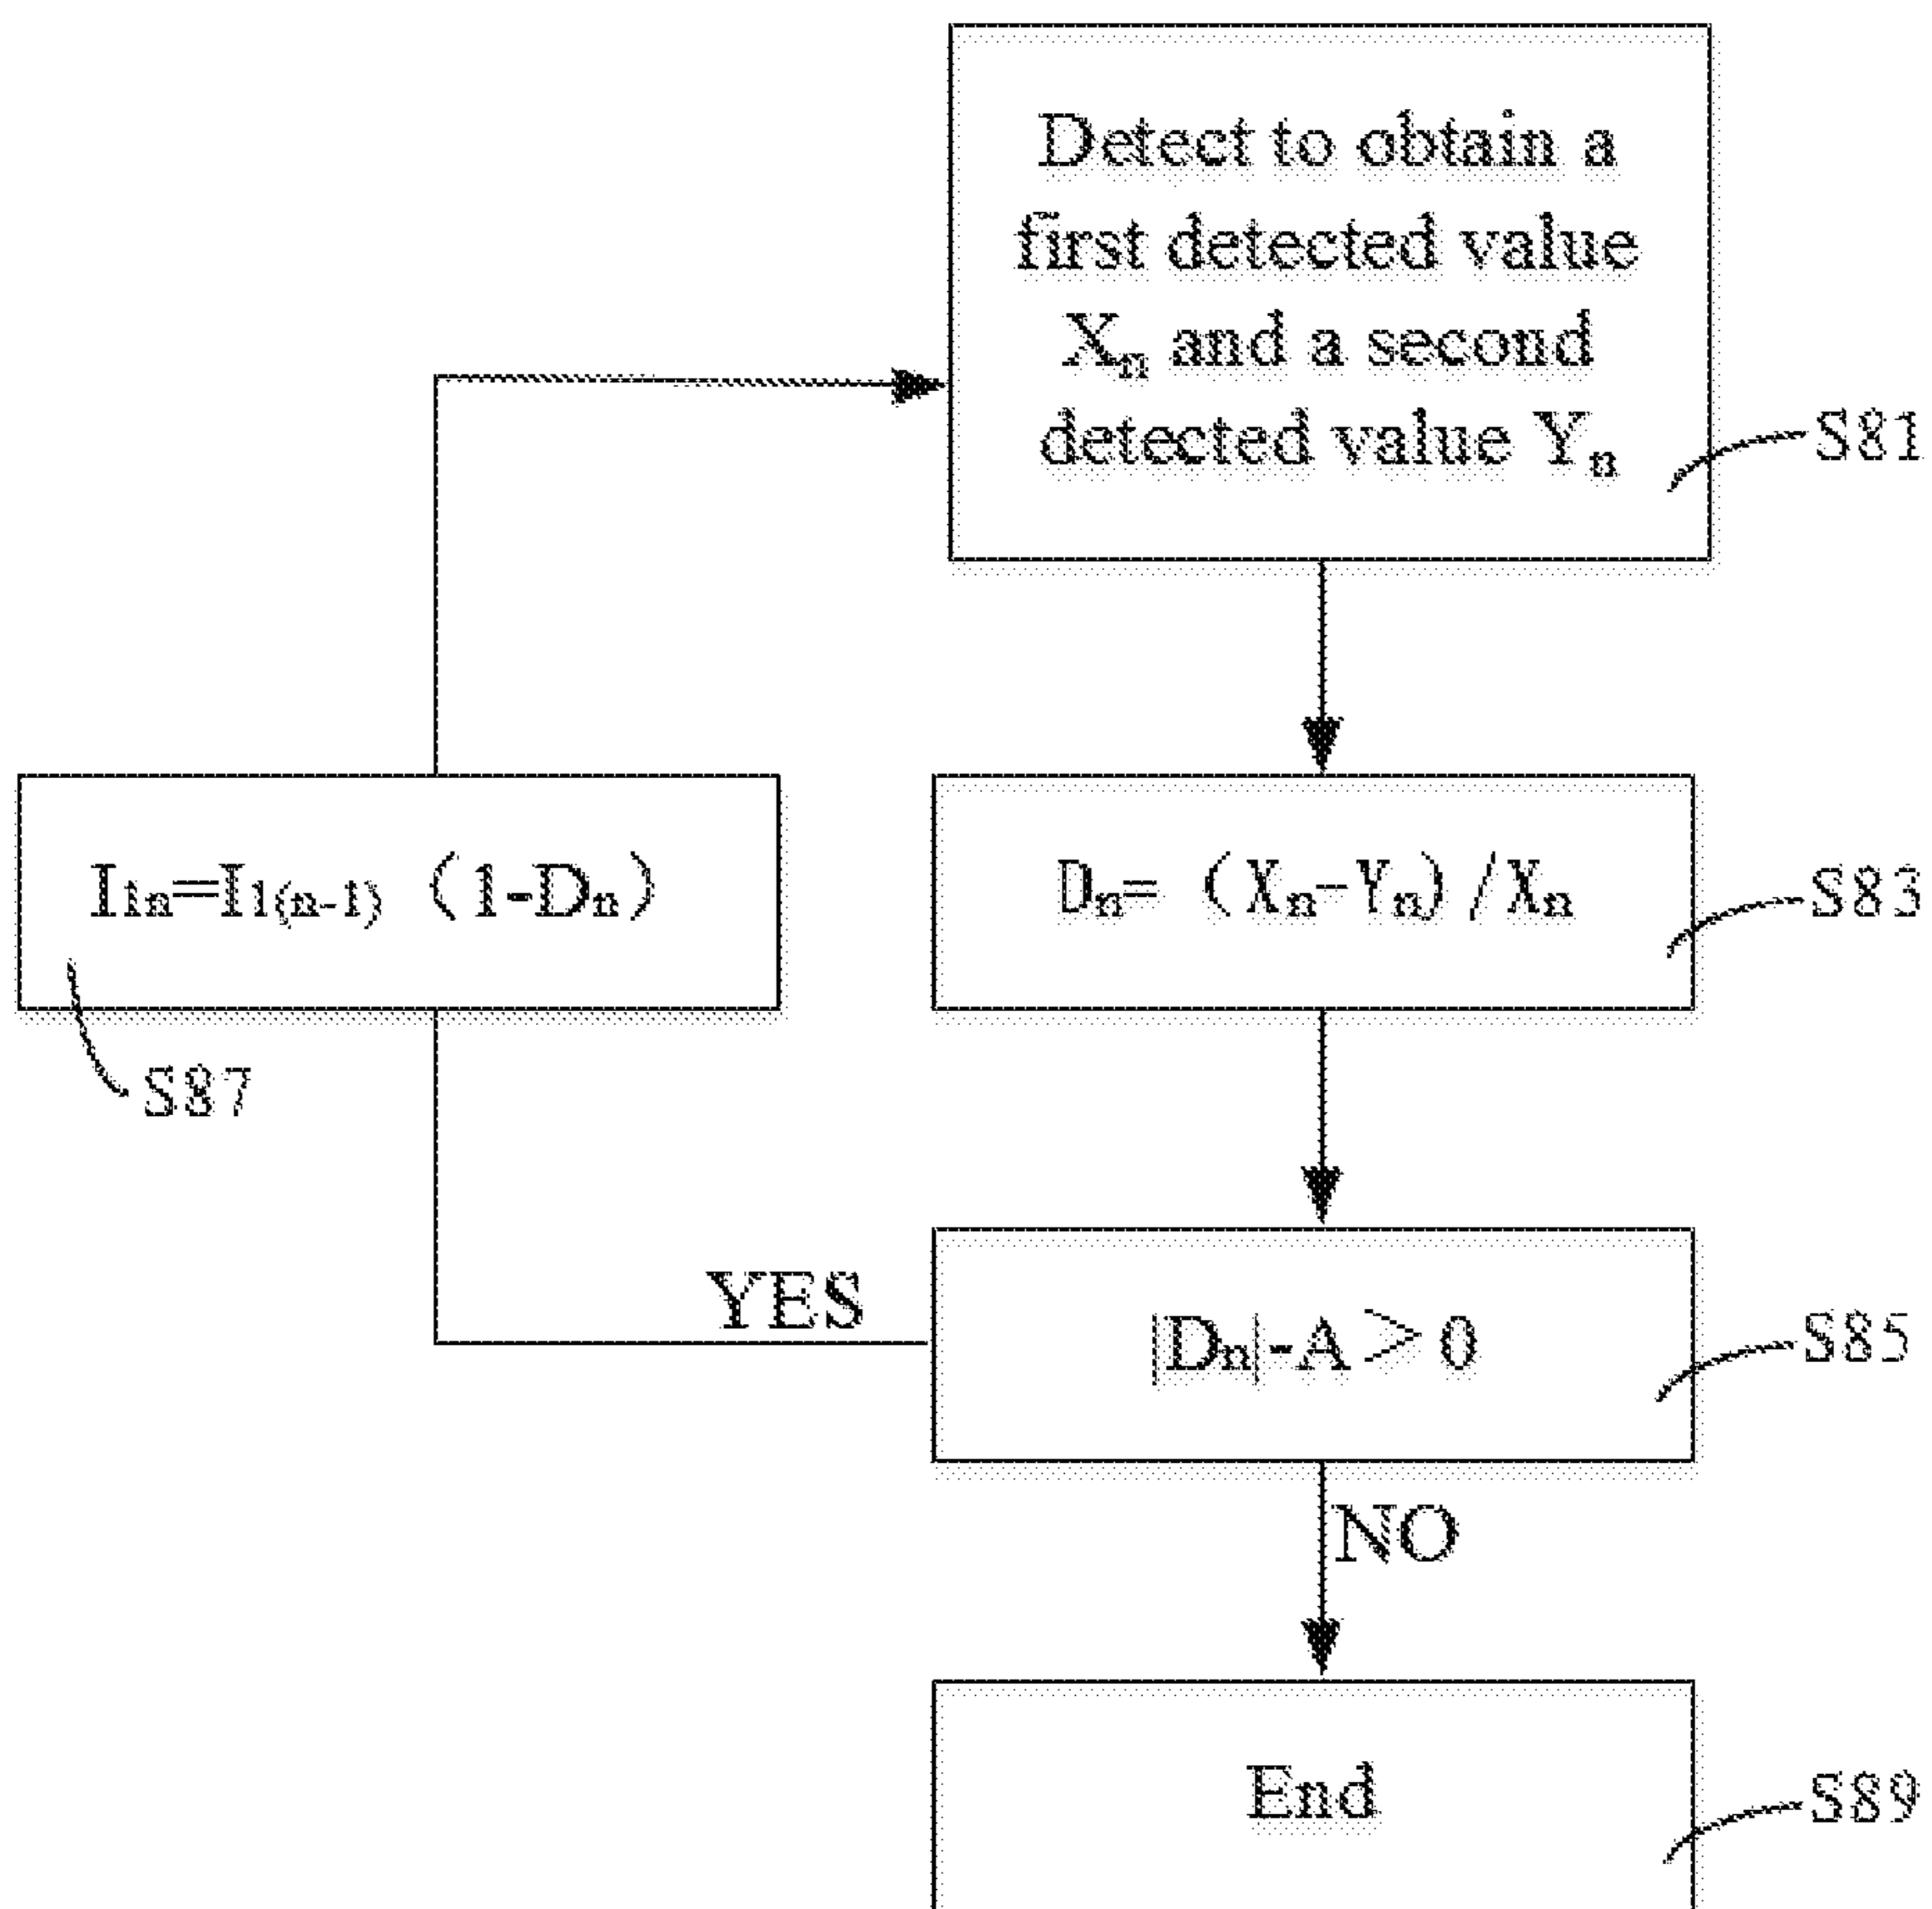 Detect to obtain a
first detected value
Xn and a second
detected value Yn
S81
I1n=I1(n-1) (1-Dn)
Dn= (Xn-Yn)/Xn
S83
S87
YES
|Dn|-A>0
S85
NO
End
S89